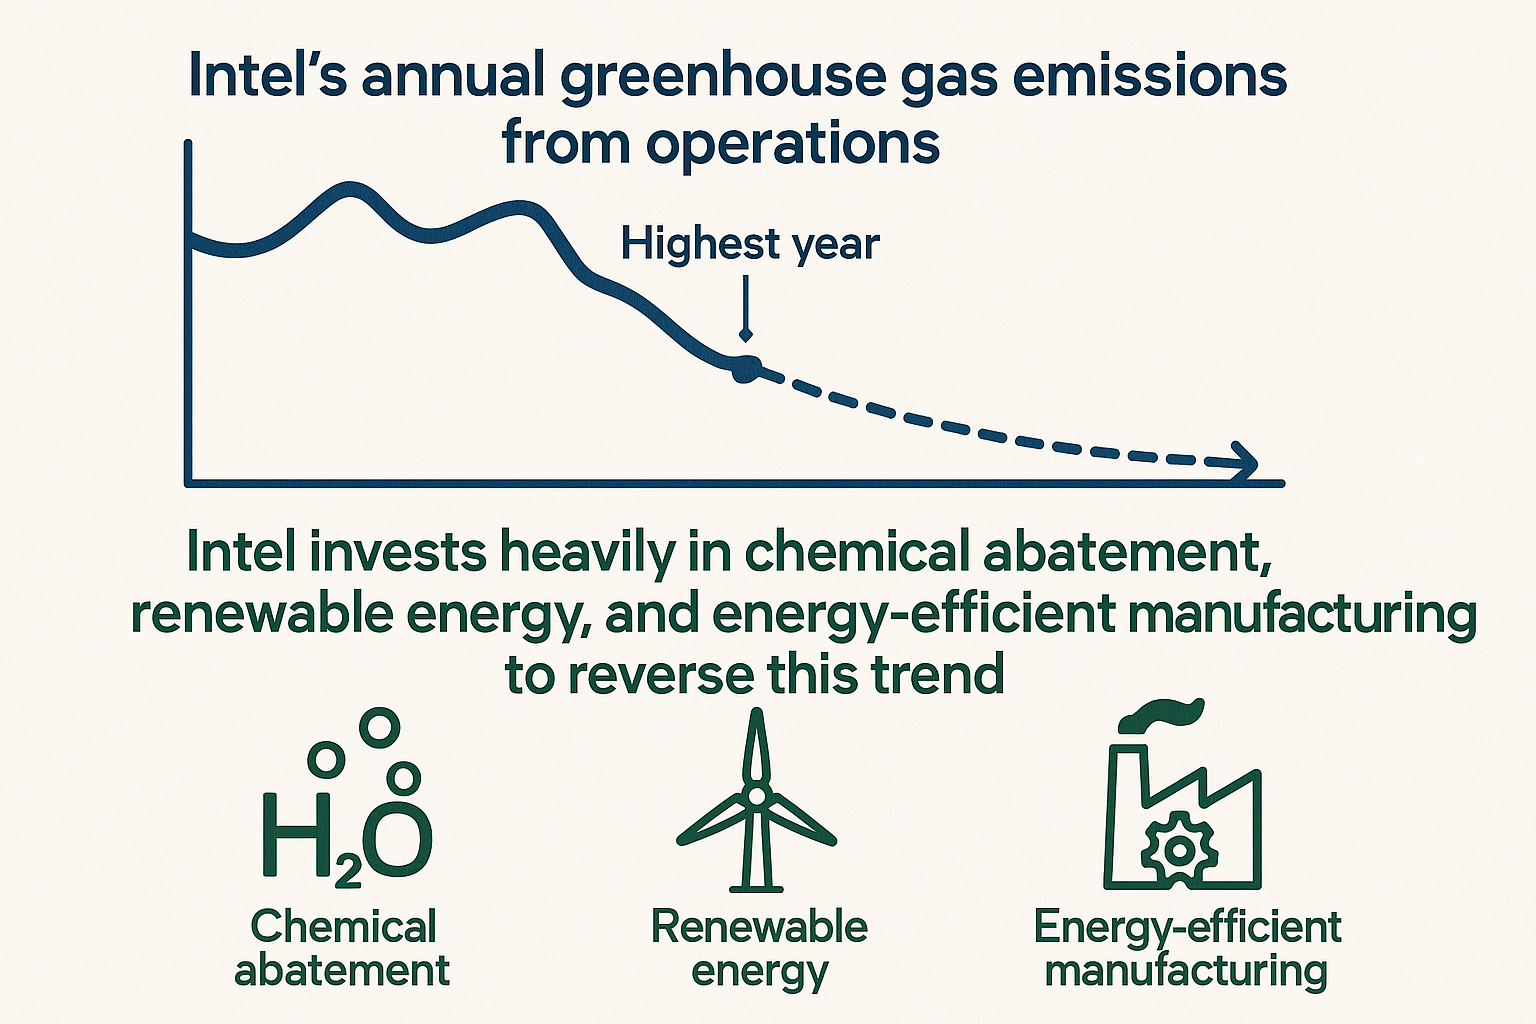 Intel’s annual greenhouse gas emissions
from operations
Highest year
Intel invests heavily in chemical abatement,
renewable energy, and energy-efficient manufacturing
to reverse this trend
H₂O
Chemical
abatement
Renewable
energy
Energy-efficient
manufacturing